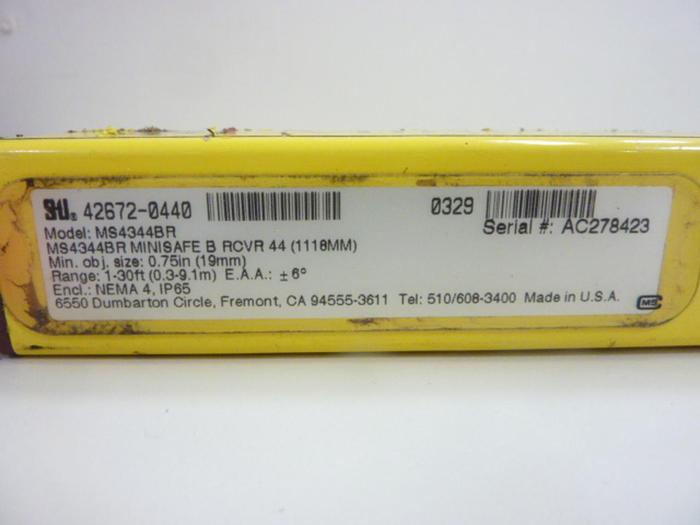 STI® 42672-0440 0329
Model: MS4344BR Serial #: AC278423
MS4344BR MINISAFE B RCVR 44 (1118MM)
Min. obj. size: 0.75in (19mm)
Range: 1-30ft (0.3-9.1m) E.A.A.: ±6°
Encl.: NEMA 4, IP65
6550 Dumbarton Circle, Fremont, CA 94555-3611 Tel: 510/608-3400 Made in U.S.A. MS